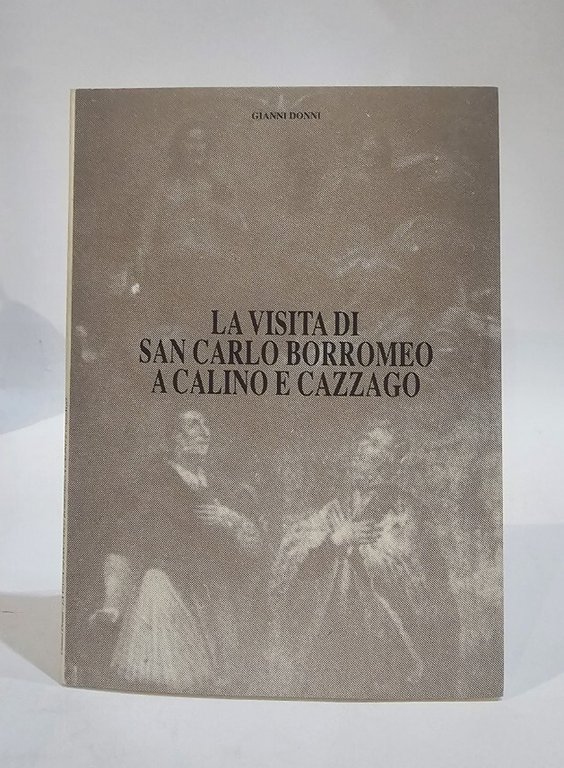 GIANNI DONNI
LA VISITA DI
SAN CARLO BORROMEO
A CALINO E CAZZAGO